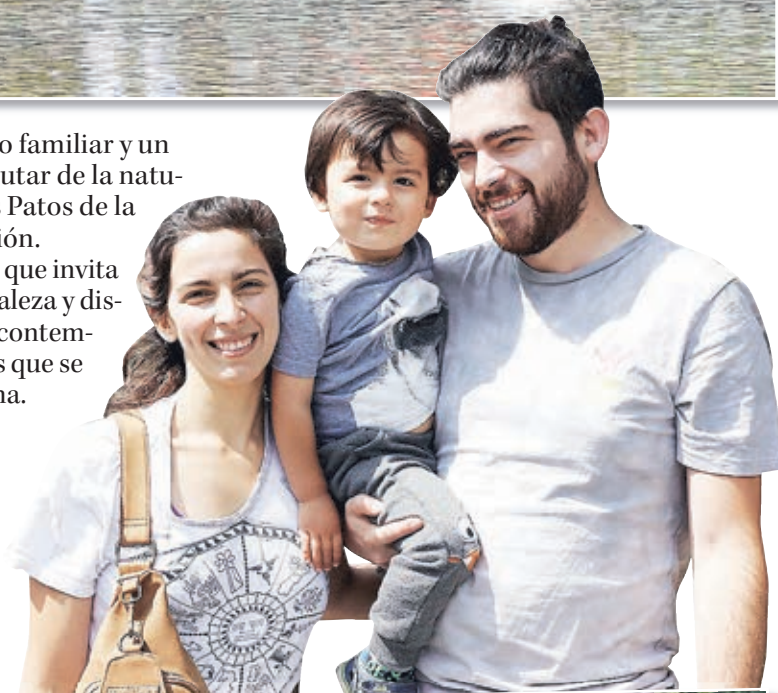 o familiar y un
utar de la natu-
s Patos de la
ión.
que invita
aleza y dis-
contem-
s que se
na.